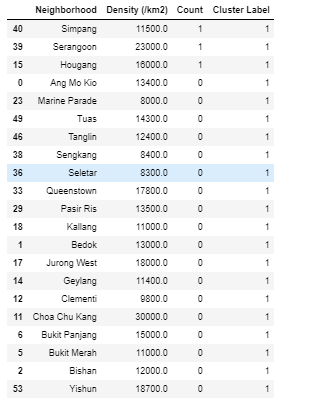 Neighborhood Density (/km2) Count Cluster Label
40 Simpang 11500.0 1 1
39 Serangoon 23000.0 1 1
15 Hougang 16000.0 1 1
0 Ang Mo Kio 13400.0 0 1
23 Marine Parade 8000.0 0 1
49 Tuas 14300.0 0 1
46 Tanglin 12400.0 0 1
38 Sengkang 8400.0 0 1
36 Seletar 8300.0 0 1
33 Queenstown 17800.0 0 1
29 Pasir Ris 13500.0 0 1
18 Kallang 11000.0 0 1
1 Bedok 13000.0 0 1
17 Jurong West 18000.0 0 1
14 Geylang 11400.0 0 1
12 Clementi 9800.0 0 1
11 Choa Chu Kang 30000.0 0 1
6 Bukit Panjang 15000.0 0 1
5 Bukit Merah 11000.0 0 1
2 Bishan 12000.0 0 1
53 Yishun 18700.0 0 1